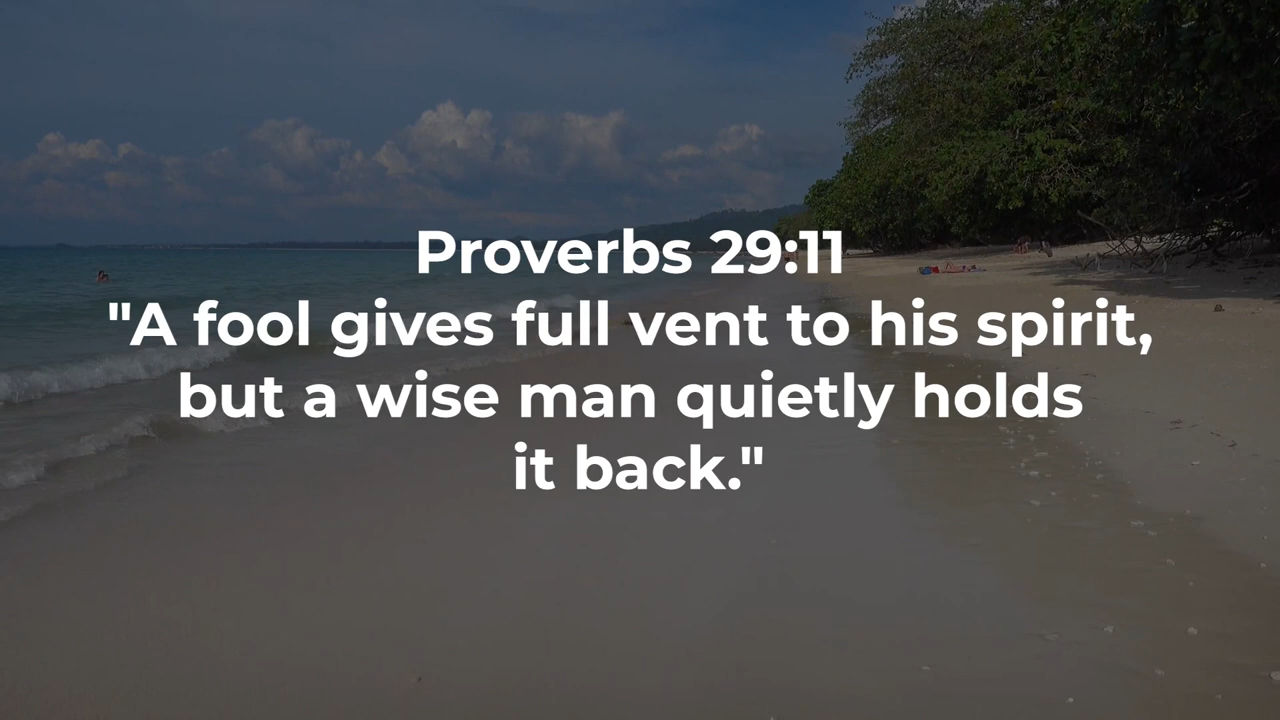 Proverbs 29:11
"A fool gives full vent to his spirit,
but a wise man quietly holds
it back."